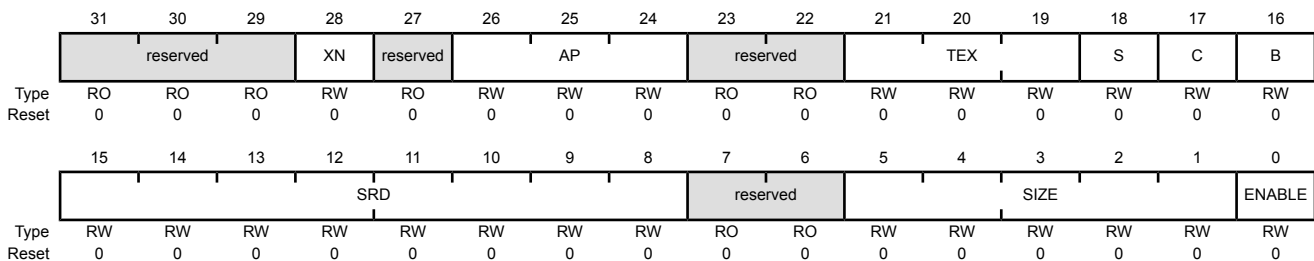 31 30 29 28 27 26 25 24 23 22 21 20 19 18 17 16
reserved XN reserved AP reserved TEX S C B
Type RO RO RO RW RO RW RW RW RO RO RW RW RW RW RW RW
Reset 0 0 0 0 0 0 0 0 0 0 0 0 0 0 0 0
15 14 13 12 11 10 9 8 7 6 5 4 3 2 1 0
SRD reserved SIZE ENABLE
Type RW RW RW RW RW RW RW RW RO RO RW RW RW RW RW RW
Reset 0 0 0 0 0 0 0 0 0 0 0 0 0 0 0 0